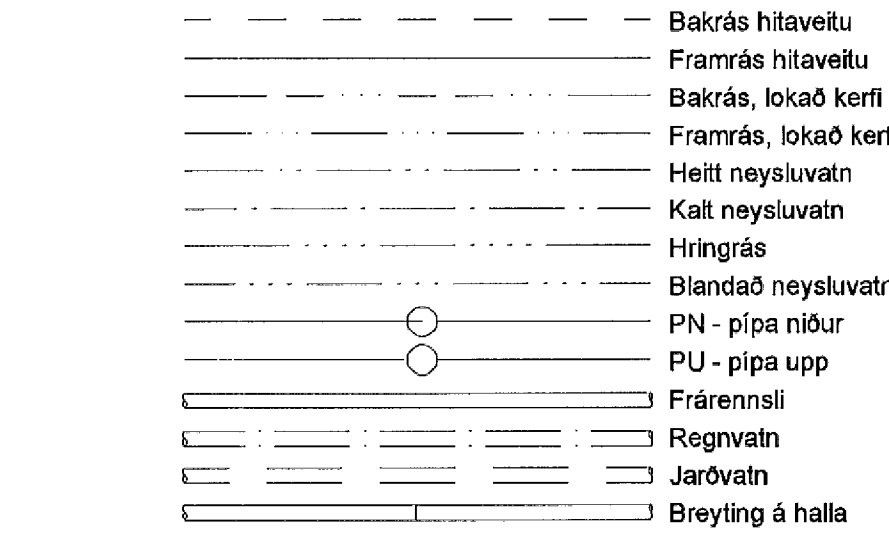 Bakrás hitaveitu
Framrás hitaveitu
Bakrás, lokað kerfi
Framrás, lokað kerf
Heitt neysluvatn
Kalt neysluvatn
Hringrás
Blandað neysluvatn
PN - pípa niður
PU - pípa upp
Frárennsli
Regnvatn
Jarðvatn
Breyting á halla